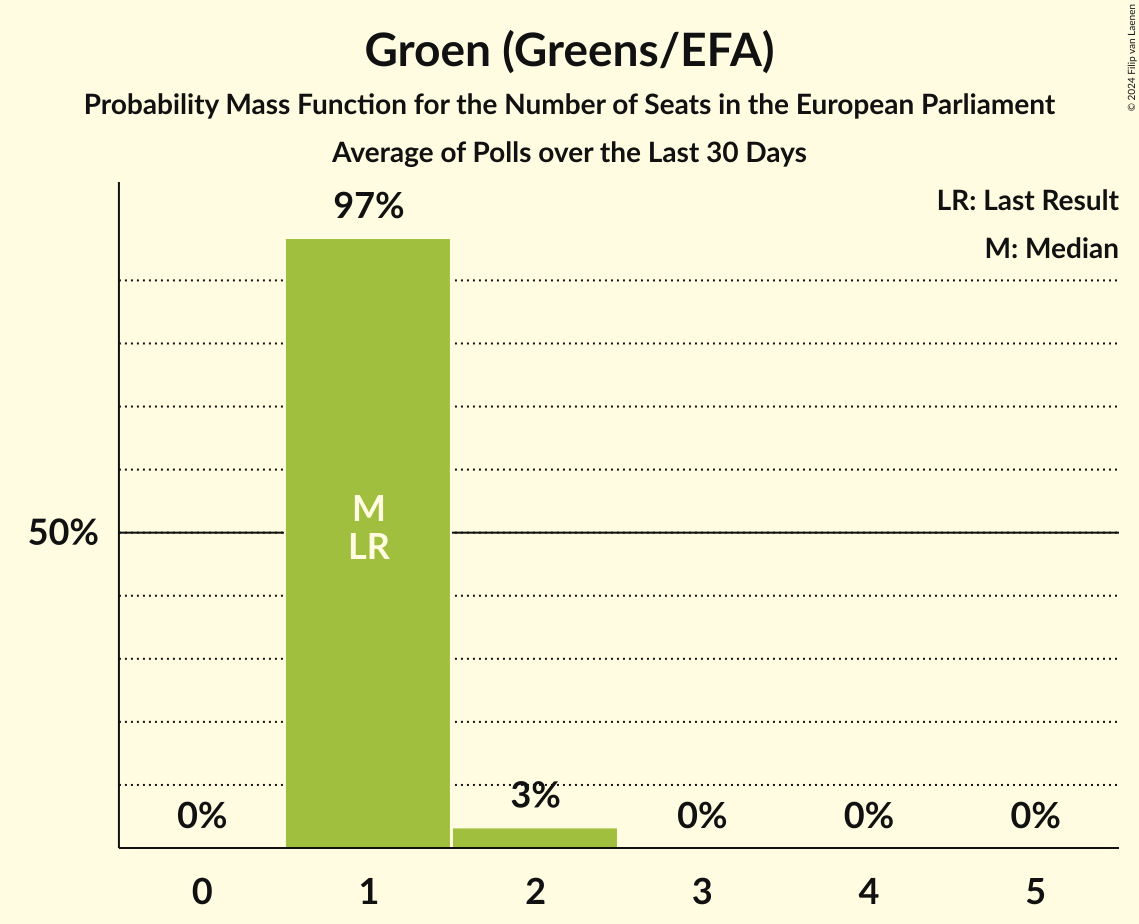 Groen (Greens/EFA)
Probability Mass Function for the Number of Seats in the European Parliament
Average of Polls over the Last 30 Days
© 2024 Filip van Laenen
LR: Last Result
M: Median
97%
M
LR
50%
0%
3%
0%
0%
0%
0
1
2
3
4
5